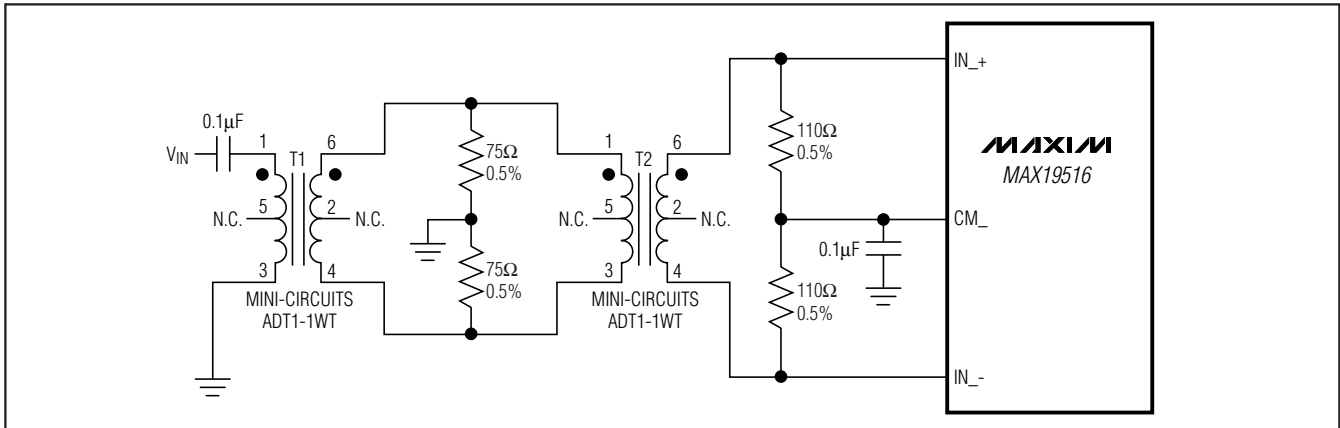 VIN
0.1μF
1
T1
6
5
2
N.C.
N.C.
3
4
MINI-CIRCUITS
ADT1-1WT
75Ω
0.5%
75Ω
0.5%
1
T2
6
5
2
N.C.
N.C.
3
4
MINI-CIRCUITS
ADT1-1WT
110Ω
0.5%
0.1μF
110Ω
0.5%
IN_+
MAXIM
MAX19516
CM_
IN_-